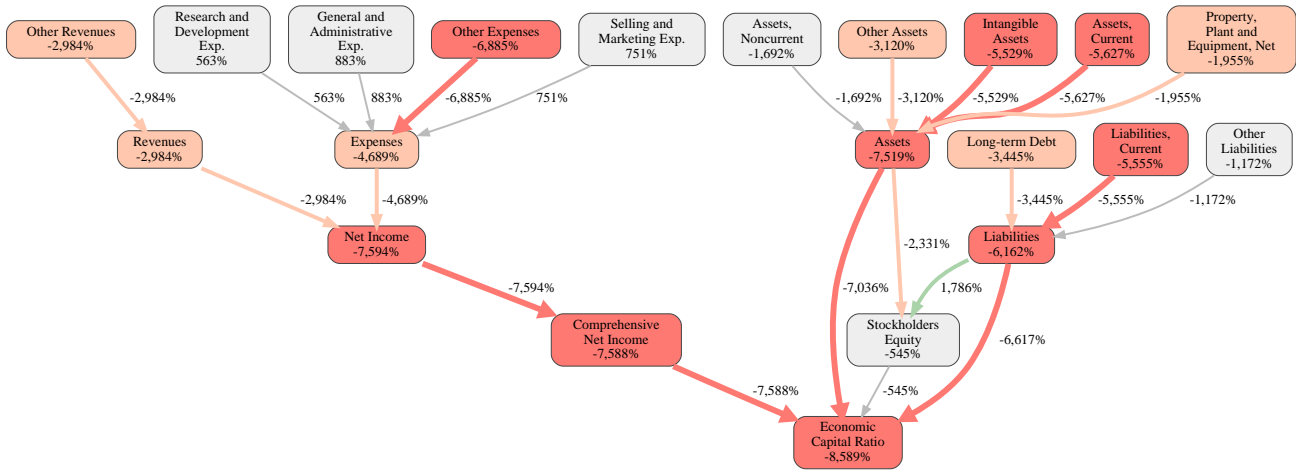 Other Revenues
-2,984%
Research and
Development
Exp.
563%
General and
Administrative
Exp.
883%
Other Expenses
-6,885%
Selling and
Marketing Exp.
751%
Assets,
Noncurrent
-1,692%
Other Assets
-3,120%
Intangible
Assets
-5,529%
Assets,
Current
-5,627%
Property,
Plant and
Equipment, Net
-1,955%
-2,984%
563%
883%
-6,885%
751%
-1,692%
-3,120%
-5,529%
-5,627%
-1,955%
Revenues
-2,984%
Expenses
-4,689%
Assets
-7,519%
Long-term Debt
-3,445%
Liabilities,
Current
-5,555%
Other
Liabilities
-1,172%
-2,984%
-4,689%
-3,445%
-5,555%
-1,172%
Net Income
-7,594%
-2,331%
Liabilities
-6,162%
-7,594%
-7,036%
1,786%
Comprehensive
Net Income
-7,588%
Stockholders
Equity
-545%
-6,617%
-7,588%
-545%
Economic
Capital Ratio
-8,589%